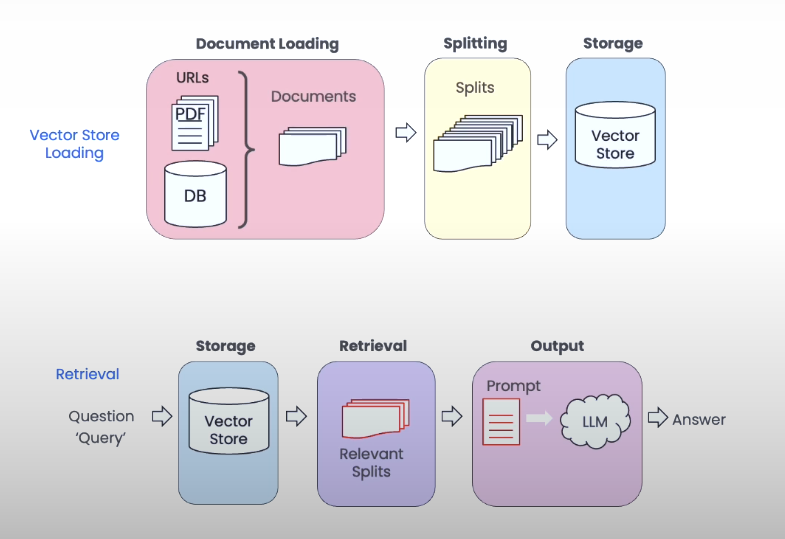 Document Loading
Splitting
Storage
URLs
PDF
DB
Documents
Splits
Vector
Store
Vector Store
Loading
Storage
Retrieval
Output
Retrieval
Question
‘Query’
Vector
Store
Relevant
Splits
Prompt
LLM
Answer